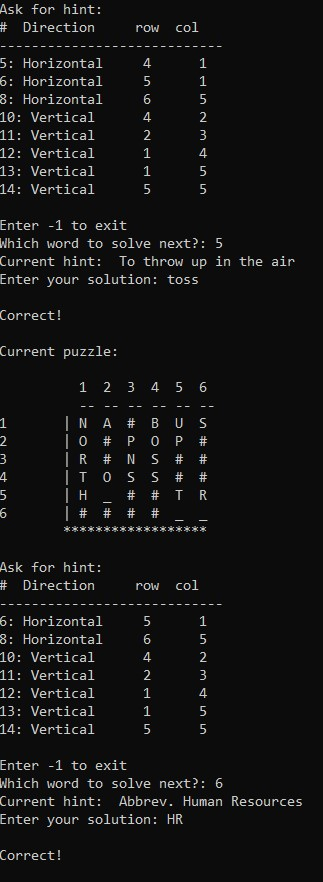 Ask for hint:
#  Direction     row  col
----------------------------
5: Horizontal     4      1
6: Horizontal     5      1
8: Horizontal     6      5
10: Vertical      4      2
11: Vertical      2      3
12: Vertical      1      4
13: Vertical      1      5
14: Vertical      5      5

Enter -1 to exit
Which word to solve next?: 5
Current hint:  To throw up in the air
Enter your solution: toss

Correct!

Current puzzle:

          1  2  3  4  5  6
          -- -- -- -- -- --
1       | N  A  #  B  U  S
2       | O  #  P  O  P  #
3       | R  #  N  S  #  #
4       | T  O  S  S  #  #
5       | H  _  #  #  T  R
6       | #  #  #  #  _  _
        ******************

Ask for hint:
#  Direction     row  col
----------------------------
6: Horizontal     5      1
8: Horizontal     6      5
10: Vertical      4      2
11: Vertical      2      3
12: Vertical      1      4
13: Vertical      1      5
14: Vertical      5      5

Enter -1 to exit
Which word to solve next?: 6
Current hint:  Abbrev. Human Resources
Enter your solution: HR

Correct!